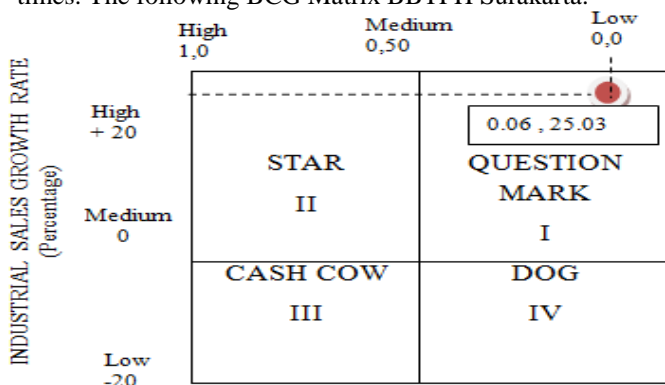 times. The following BCG Matrix BBTPH Surakarta.
High
1,0
Medium
0,50
Low
0,0
INDUSTRIAL SALES GROWTH RATE
(Percentage)
High
+ 20
0.06 , 25.03
STAR
II
QUESTION
MARK
I
Medium
0
CASH COW
III
DOG
IV
Low
-20